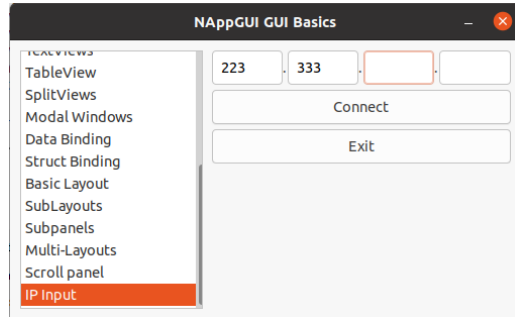 NAppGUI GUI Basics
TextViews
TableView
SplitViews
Modal Windows
Data Binding
Struct Binding
Basic Layout
SubLayouts
Subpanels
Multi-Layouts
Scroll panel
IP Input
223 . 333 . .
Connect
Exit